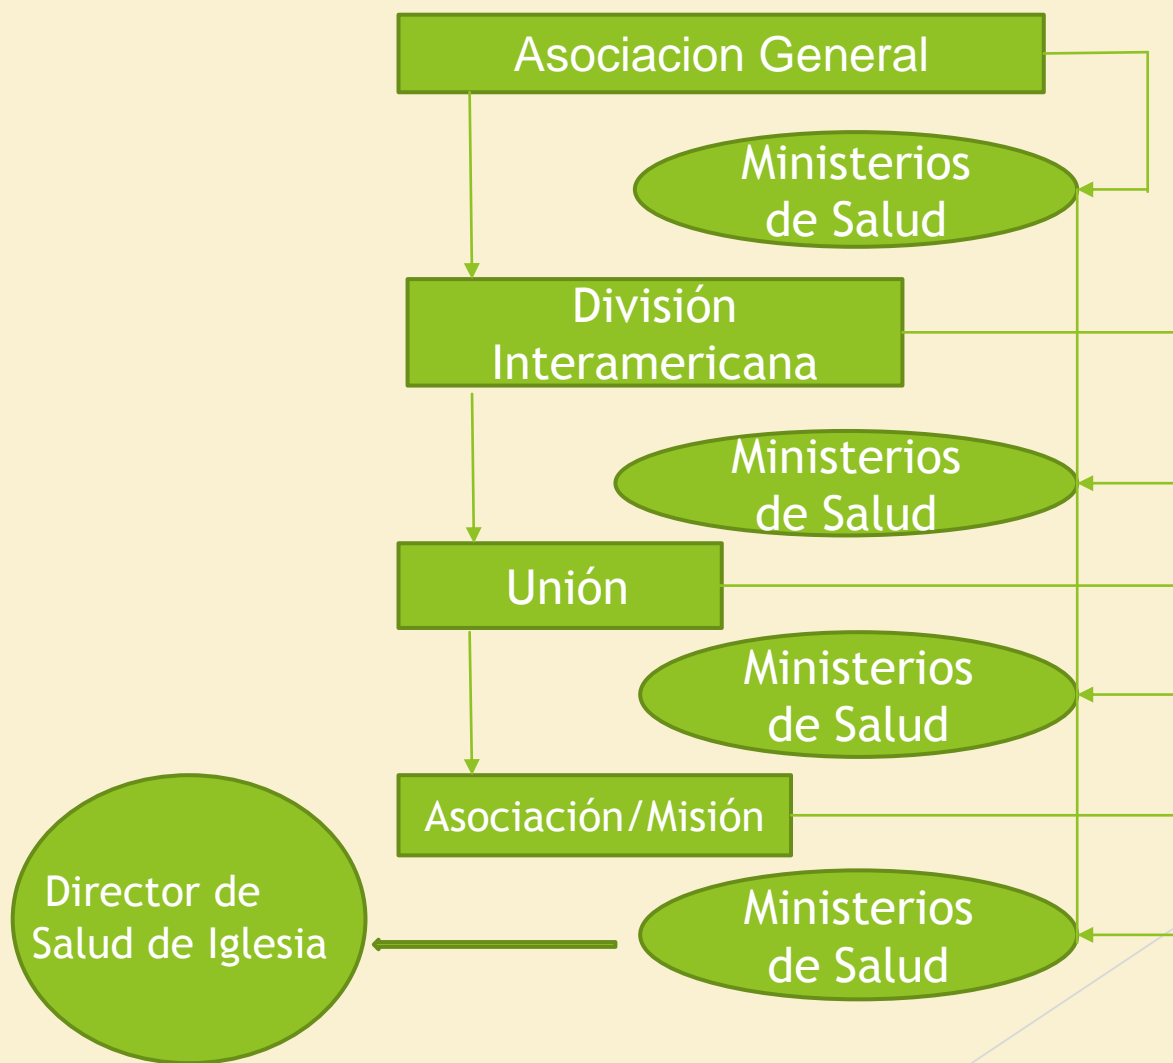 Asociacion General
Ministerios
de Salud
División
Interamericana
Ministerios
de Salud
Unión
Ministerios
de Salud
Asociación/Misión
Director de
Salud de Iglesia
Ministerios
de Salud